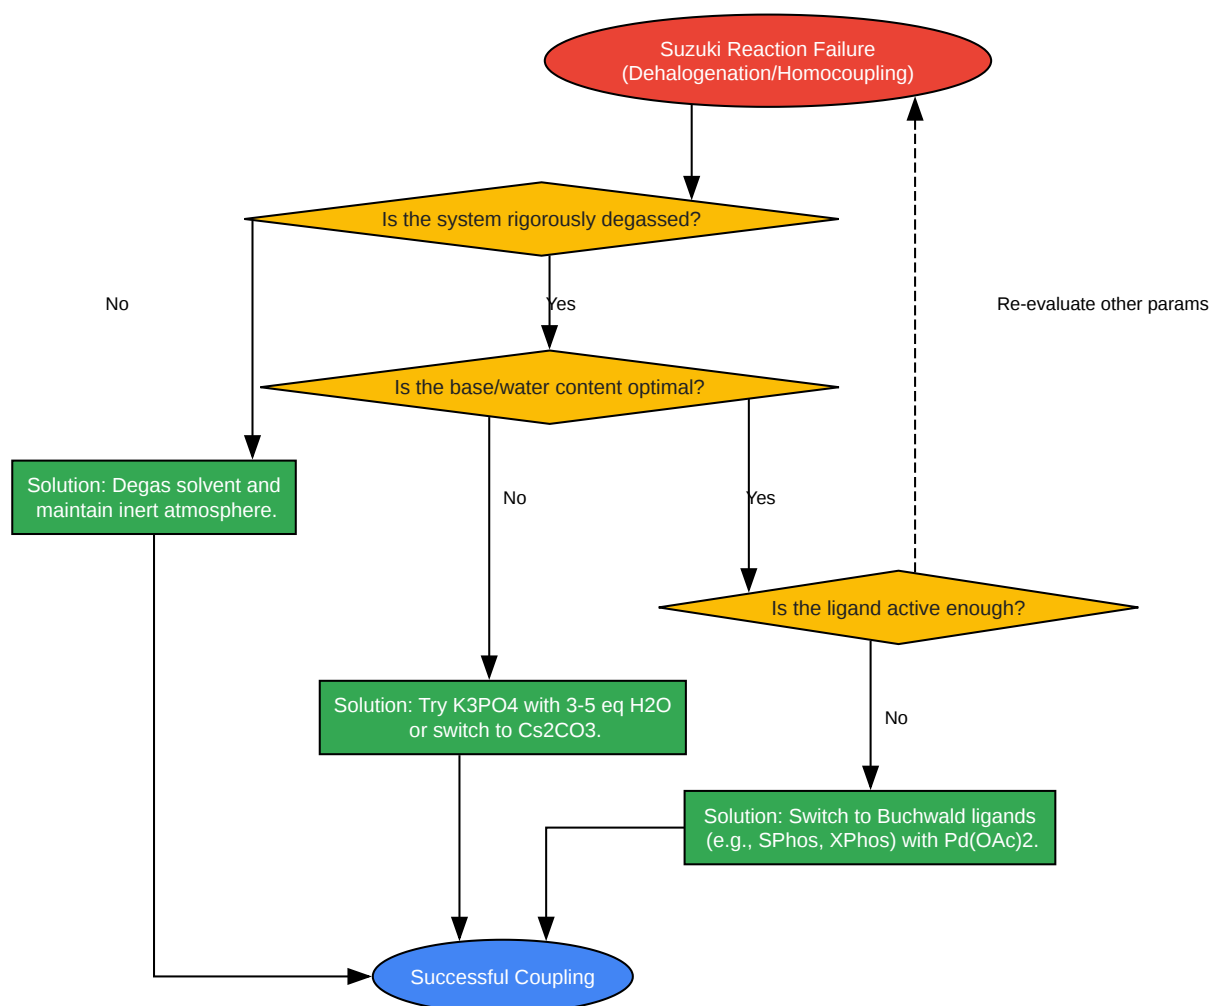 Suzuki Reaction Failure
(Dehalogenation/Homocoupling)
Is the system rigorously degassed?
No
Yes
Re-evaluate other params
Is the base/water content optimal?
Solution: Degas solvent and
maintain inert atmosphere.
No
Yes
Is the ligand active enough?
Solution: Try K3PO4 with 3-5 eq H2O
or switch to Cs2CO3.
No
Solution: Switch to Buchwald ligands
(e.g., SPhos, XPhos) with Pd(OAc)2.
Successful Coupling